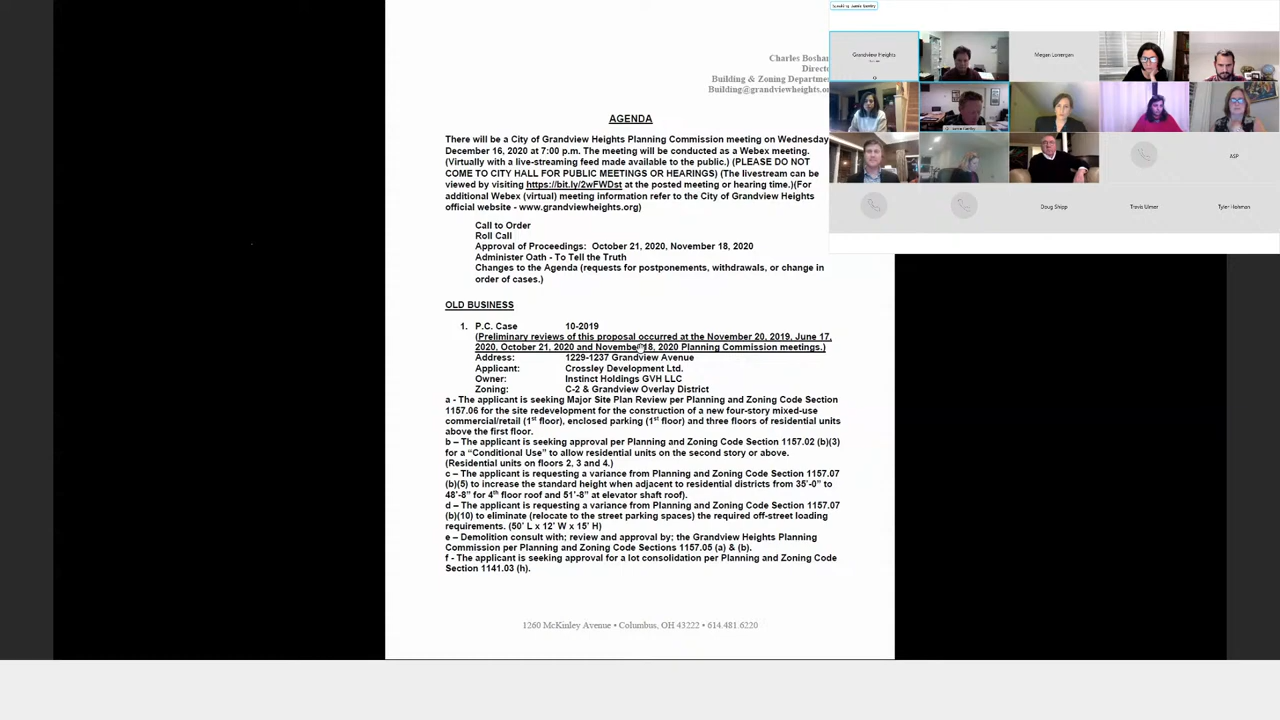 Charles Boshan
Direct
Building & Zoning Departmen
Building@grandviewheights.or
AGENDA
There will be a City of Grandview Heights Planning Commission meeting on Wednesday
December 16, 2020 at 7:00 p.m. The meeting will be conducted as a Webex meeting.
(Virtually with a live-streaming feed made available to the public.) (PLEASE DO NOT
COME TO CITY HALL FOR PUBLIC MEETINGS OR HEARINGS) (The livestream can be
viewed by visiting https://bit.ly/2wFWDst at the posted meeting or hearing time.)(For
additional Webex (virtual) meeting information refer to the City of Grandview Heights
official website - www.grandviewheights.org)
Call to Order
Roll Call
Approval of Proceedings: October 21, 2020, November 18, 2020
Administer Oath - To Tell the Truth
Changes to the Agenda (requests for postponements, withdrawals, or change in
order of cases.)
OLD BUSINESS
1. P.C. Case 10-2019
(Preliminary reviews of this proposal occurred at the November 20, 2019, June 17,
2020, October 21, 2020 and November 18, 2020 Planning Commission meetings.)
Address: 1229-1237 Grandview Avenue
Applicant: Crossley Development Ltd.
Owner: Instinct Holdings GVH LLC
Zoning: C-2 & Grandview Overlay District
a - The applicant is seeking Major Site Plan Review per Planning and Zoning Code Section
1157.06 for the site redevelopment for the construction of a new four-story mixed-use
commercial/retail (1st floor), enclosed parking (1st floor) and three floors of residential units
above the first floor.
b – The applicant is seeking approval per Planning and Zoning Code Section 1157.02 (b)(3)
for a “Conditional Use” to allow residential units on the second story or above.
(Residential units on floors 2, 3 and 4.)
c – The applicant is requesting a variance from Planning and Zoning Code Section 1157.07
(b)(5) to increase the standard height when adjacent to residential districts from 35’-0” to
48’-8” for 4th floor roof and 51’-8” at elevator shaft roof).
d – The applicant is requesting a variance from Planning and Zoning Code Section 1157.07
(b)(10) to eliminate (relocate to the street parking spaces) the required off-street loading
requirements. (50’ L x 12’ W x 15’ H)
e – Demolition consult with; review and approval by; the Grandview Heights Planning
Commission per Planning and Zoning Code Sections 1157.05 (a) & (b).
f - The applicant is seeking approval for a lot consolidation per Planning and Zoning Code
Section 1141.03 (h).
1260 McKinley Avenue • Columbus, OH 43222 • 614.481.6220
Grandview Heights
Megan Lonergan
ASP
Doug Shipp
Travis Ulmer